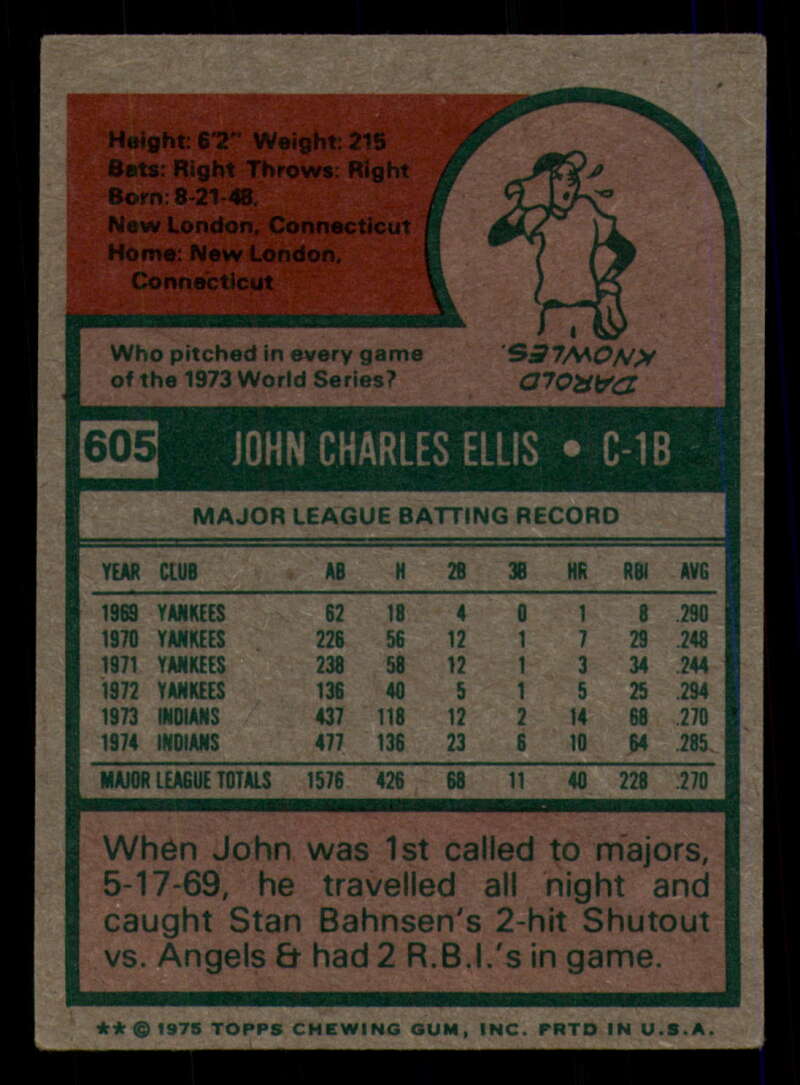 Height: 6'2" Weight: 215
Bats: Right Throws: Right
Born: 8-21-48,
New London, Connecticut
Home: New London,
Connecticut
Who pitched in every game
of the 1973 World Series?
DAROLD
KNOWLES.
605 JOHN CHARLES ELLIS • C-1B
MAJOR LEAGUE BATTING RECORD
YEAR CLUB AB H 2B 3B HR RBI AVG
1969 YANKEES 62 18 4 0 1 8 .290
1970 YANKEES 226 56 12 1 7 29 .248
1971 YANKEES 238 58 12 1 3 34 .244
1972 YANKEES 136 40 5 1 5 25 .294
1973 INDIANS 437 118 12 2 14 68 .270
1974 INDIANS 477 136 23 6 10 64 .285
MAJOR LEAGUE TOTALS 1576 426 68 11 40 228 .270
When John was 1st called to majors,
5-17-69, he travelled all night and
caught Stan Bahnsen's 2-hit Shutout
vs. Angels & had 2 R.B.I.'s in game.
** © 1975 TOPPS CHEWING GUM, INC. PRTD IN U.S.A.